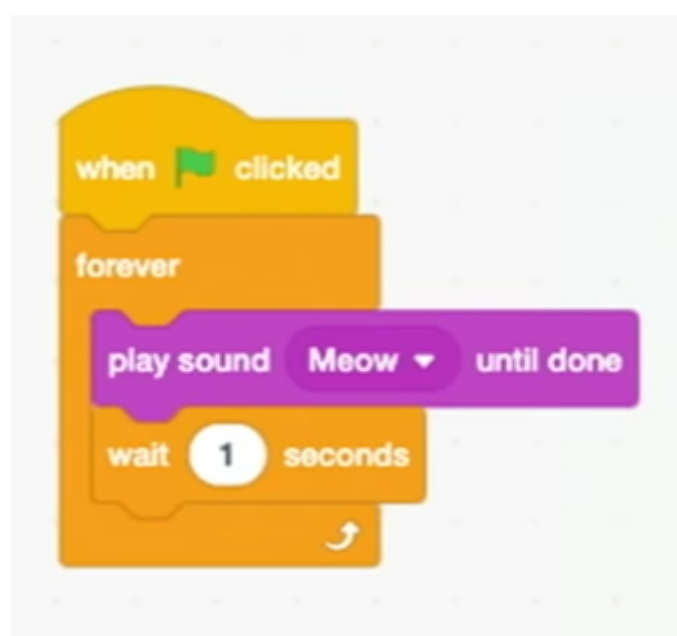 when clicked
forever
play sound Meow until done
wait 1 seconds